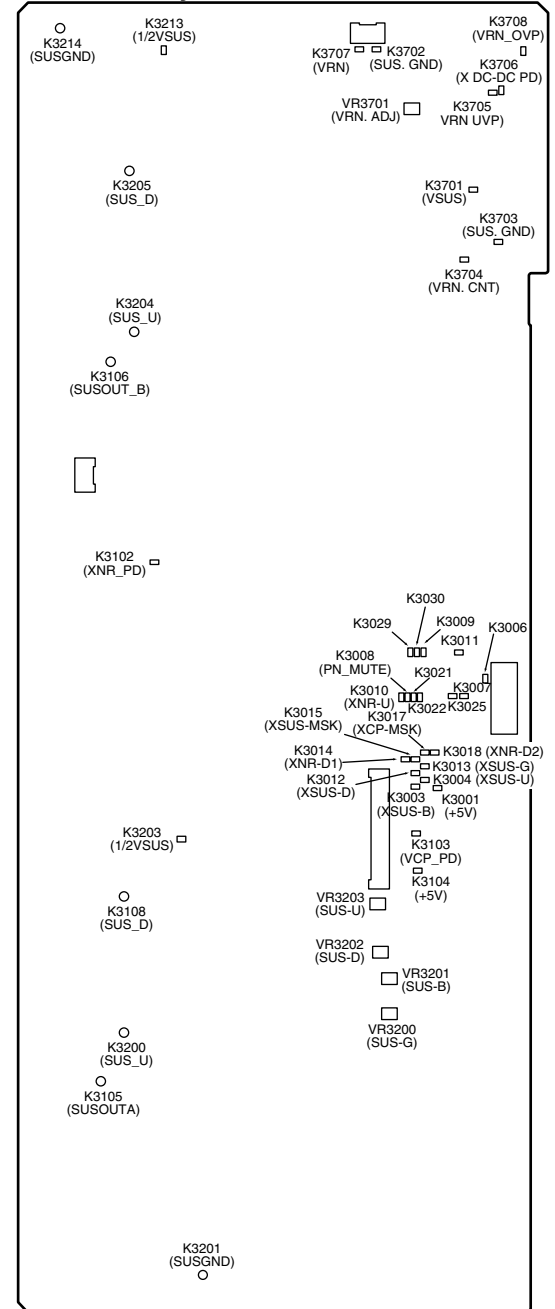 K3214
(SUSGND)
K3213
(1/2VSUS)
K3707
(VRN)
K3702
(SUS. GND)
K3708
(VRN_OVP)
K3706
(X DC-DC PD)
K3705
VRN UVP)
VR3701
(VRN. ADJ)
K3205
(SUS_D)
K3701
(VSUS)
K3703
(SUS. GND)
K3704
(VRN. CNT)
K3204
(SUS_U)
K3106
(SUSOUT_B)
K3102
(XNR_PD)
K3030
K3029
K3009
K3011
K3006
K3008
(PN_MUTE)
K3021
K3010
(XNR-U)
K3022
K3007
K3025
K3015
(XSUS-MSK)
K3017
(XCP-MSK)
K3014
(XNR-D1)
K3018 (XNR-D2)
K3013 (XSUS-G)
K3012
(XSUS-D)
K3004 (XSUS-U)
K3003
(XSUS-B)
K3001
(+5V)
K3203
(1/2VSUS)
K3103
(VCP_PD)
K3104
(+5V)
K3108
(SUS_D)
VR3203
(SUS-U)
VR3202
(SUS-D)
VR3201
(SUS-B)
VR3200
(SUS-G)
K3200
(SUS_U)
K3105
(SUSOUTA)
K3201
(SUSGND)